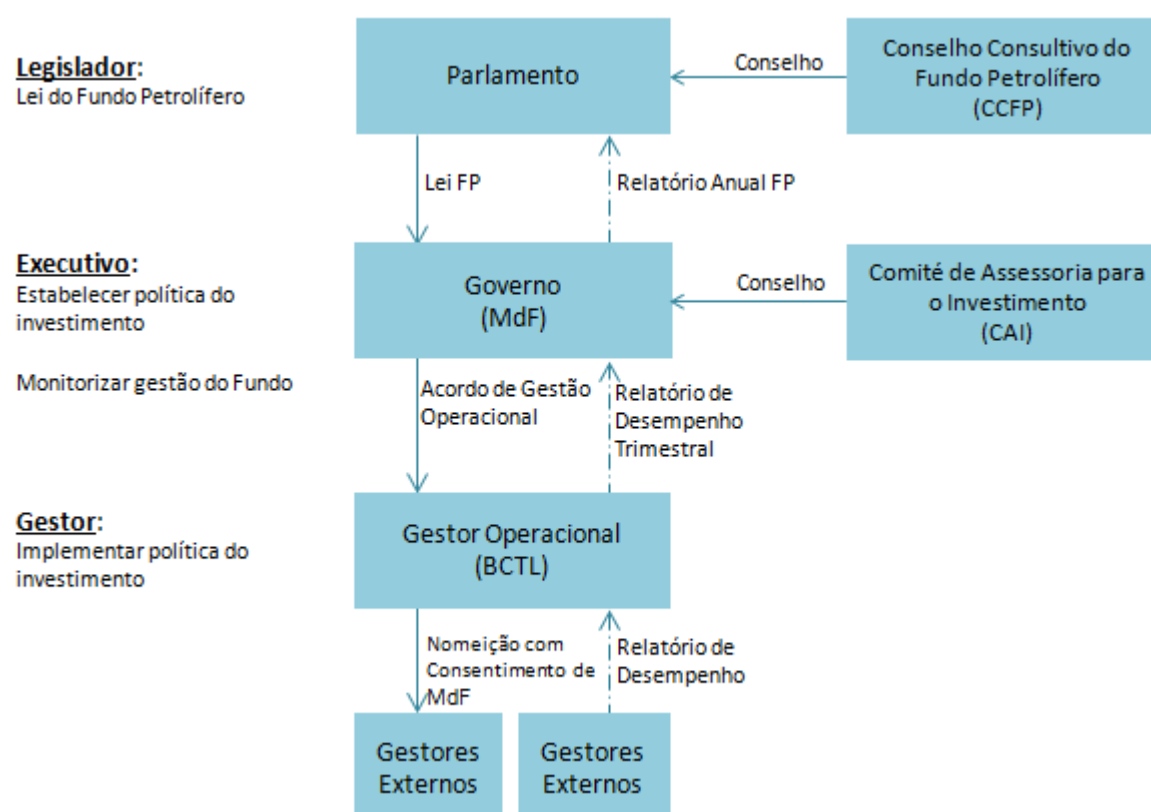 Legislador:
Lei do Fundo Petrolífero
Parlamento
Conselho
Conselho Consultivo do
Fundo Petrolífero
(CCFP)
Lei FP
Relatório Anual FP
Executivo:
Estabelecer política do
investimento
Monitorizar gestão do Fundo
Governo
(MdF)
Conselho
Comité de Assessoria para
o Investimento
(CAI)
Acordo de Gestão
Operacional
Relatório de
Desempenho
Trimestral
Gestor:
Implementar política do
investimento
Gestor Operacional
(BCTL)
Nomeição com
Consentimento de
MdF
Relatório de
Desempenho
Gestores
Externos
Gestores
Externos